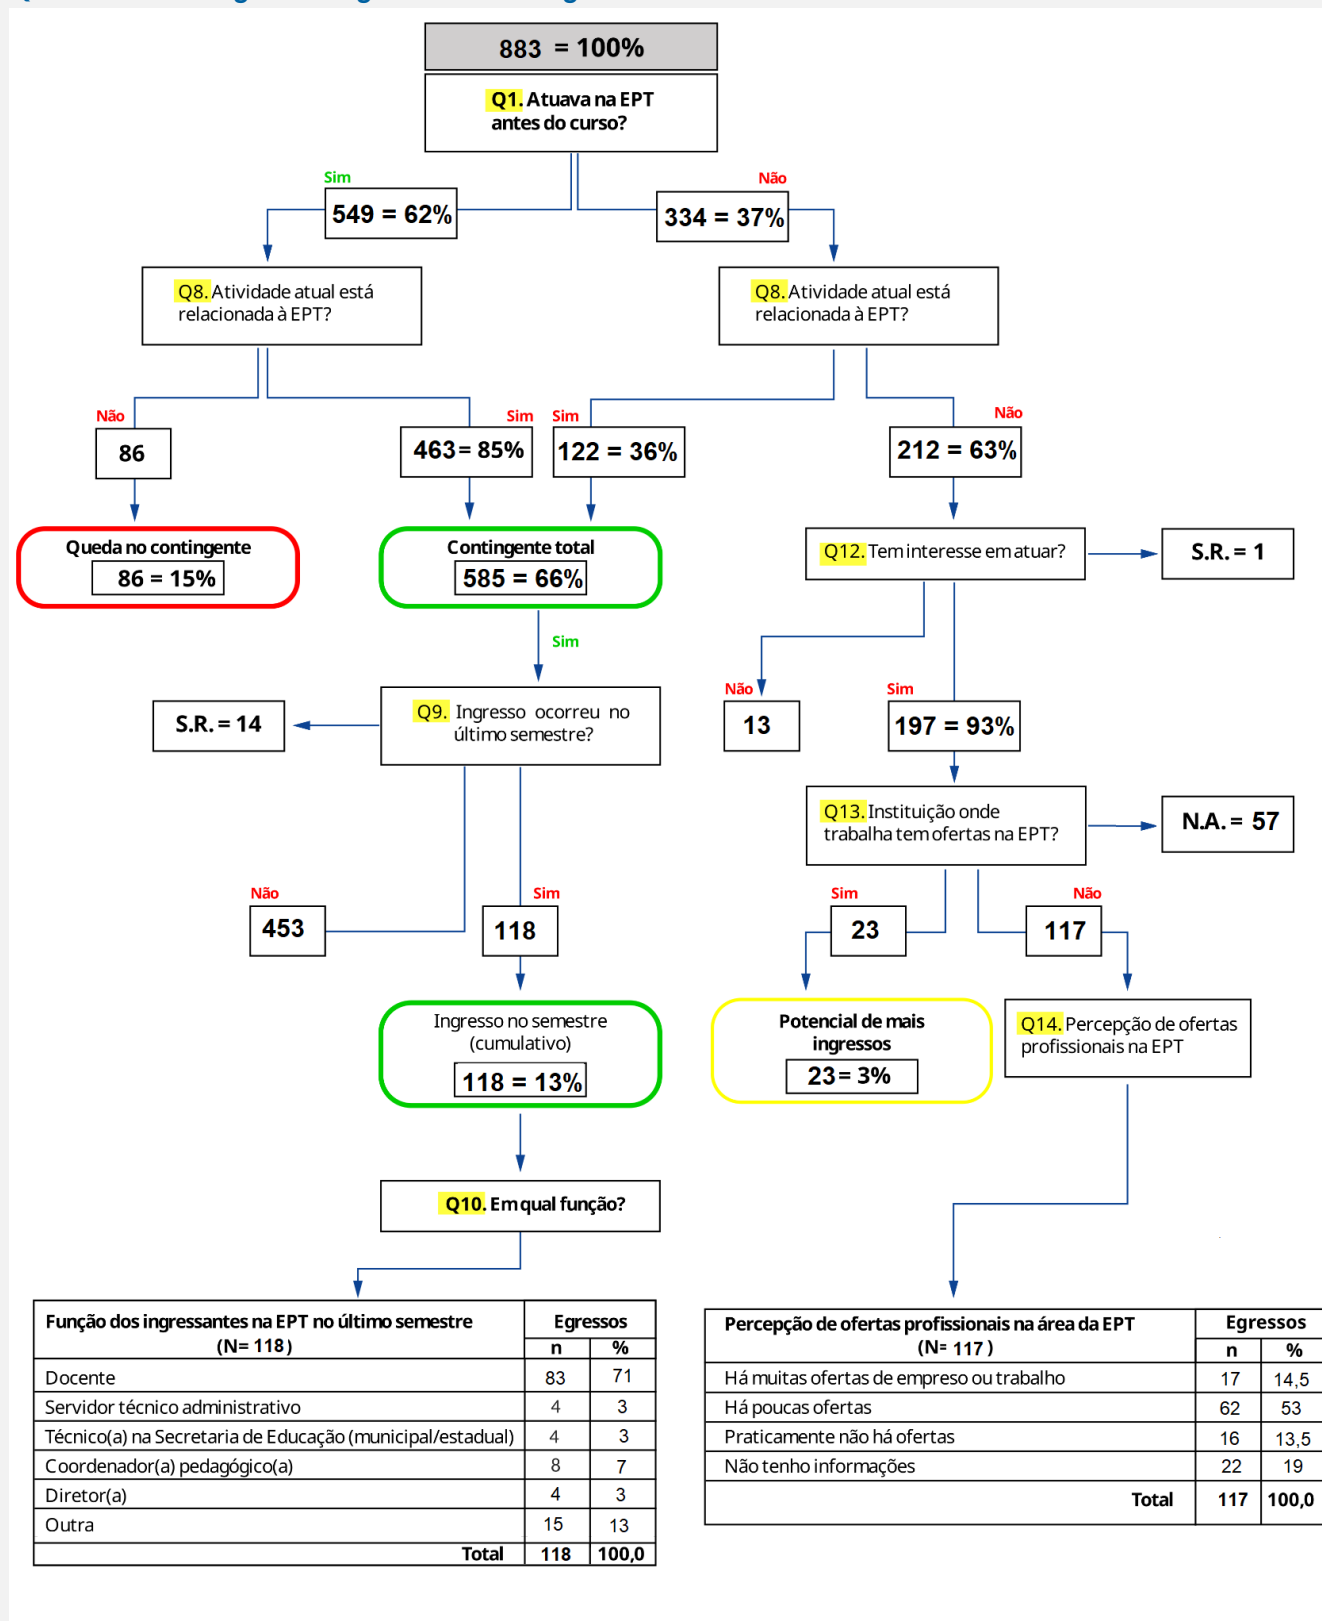 883 = 100%
Q1. Atuava na EPT
antes do curso?
Sim
Não
549 = 62%
334 = 37%
Q8. Atividade atual está
relacionada à EPT?
Q8. Atividade atual está
relacionada à EPT?
Não
Sim
Sim
Não
86
463 = 85%
122 = 36%
212 = 63%
Queda no contingente
86 = 15%
Contingente total
585 = 66%
Q12. Tem interesse em atuar?
S.R. = 1
Sim
Não
Sim
S.R. = 14
Q9. Ingresso ocorreu no
último semestre?
13
197 = 93%
Q13. Instituição onde
trabalha tem ofertas na EPT?
N.A. = 57
Não
Sim
Sim
Não
453
118
23
117
Ingresso no semestre
(cumulativo)
118 = 13%
Potencial de mais
ingressos
23 = 3%
Q14. Percepção de ofertas
profissionais na EPT
Q10. Em qual função?
Função dos ingressantes na EPT no último semestre
(N= 118)
Egressos
n %
Docente 83 71
Servidor técnico administrativo 4 3
Técnico(a) na Secretaria de Educação (municipal/estadual) 4 3
Coordenador(a) pedagógico(a) 8 7
Diretor(a) 4 3
Outra 15 13
Total 118 100,0
Percepção de ofertas profissionais na área da EPT
(N= 117)
Egressos
n %
Há muitas ofertas de empreso ou trabalho 17 14,5
Há poucas ofertas 62 53
Praticamente não há ofertas 16 13,5
Não tenho informações 22 19
Total 117 100,0